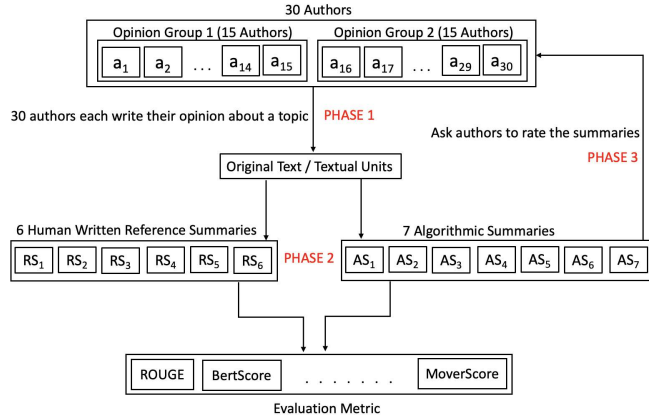 30 Authors
Opinion Group 1 (15 Authors) Opinion Group 2 (15 Authors)
a1 a2 . . . a14 a15 a16 a17 . . . a29 a30
30 authors each write their opinion about a topic PHASE 1
Ask authors to rate the summaries
PHASE 3
Original Text / Textual Units
6 Human Written Reference Summaries 7 Algorithmic Summaries
RS1 RS2 RS3 RS4 RS5 RS6 PHASE 2 AS1 AS2 AS3 AS4 AS5 AS6 AS7
ROUGE BertScore . . . . . . . MoverScore
Evaluation Metric